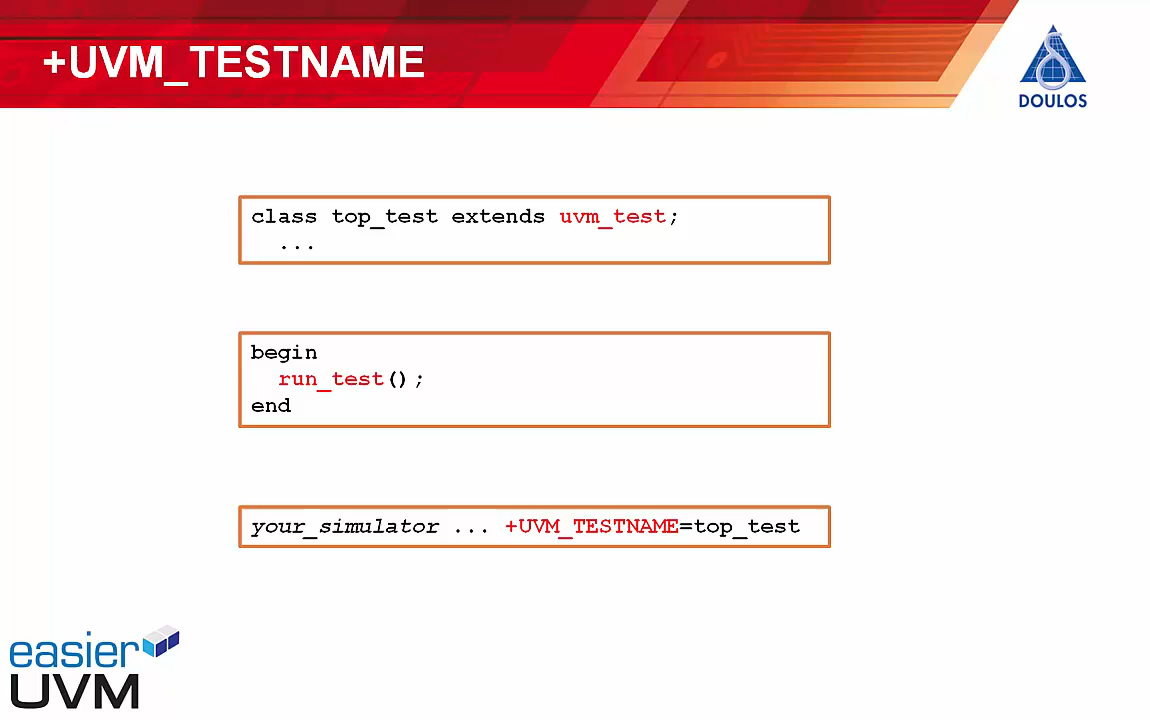 +UVM_TESTNAME
DOULOS
class top_test extends uvm_test;
...
begin
run_test();
end
your_simulator ... +UVM_TESTNAME=top_test
easier
UVM